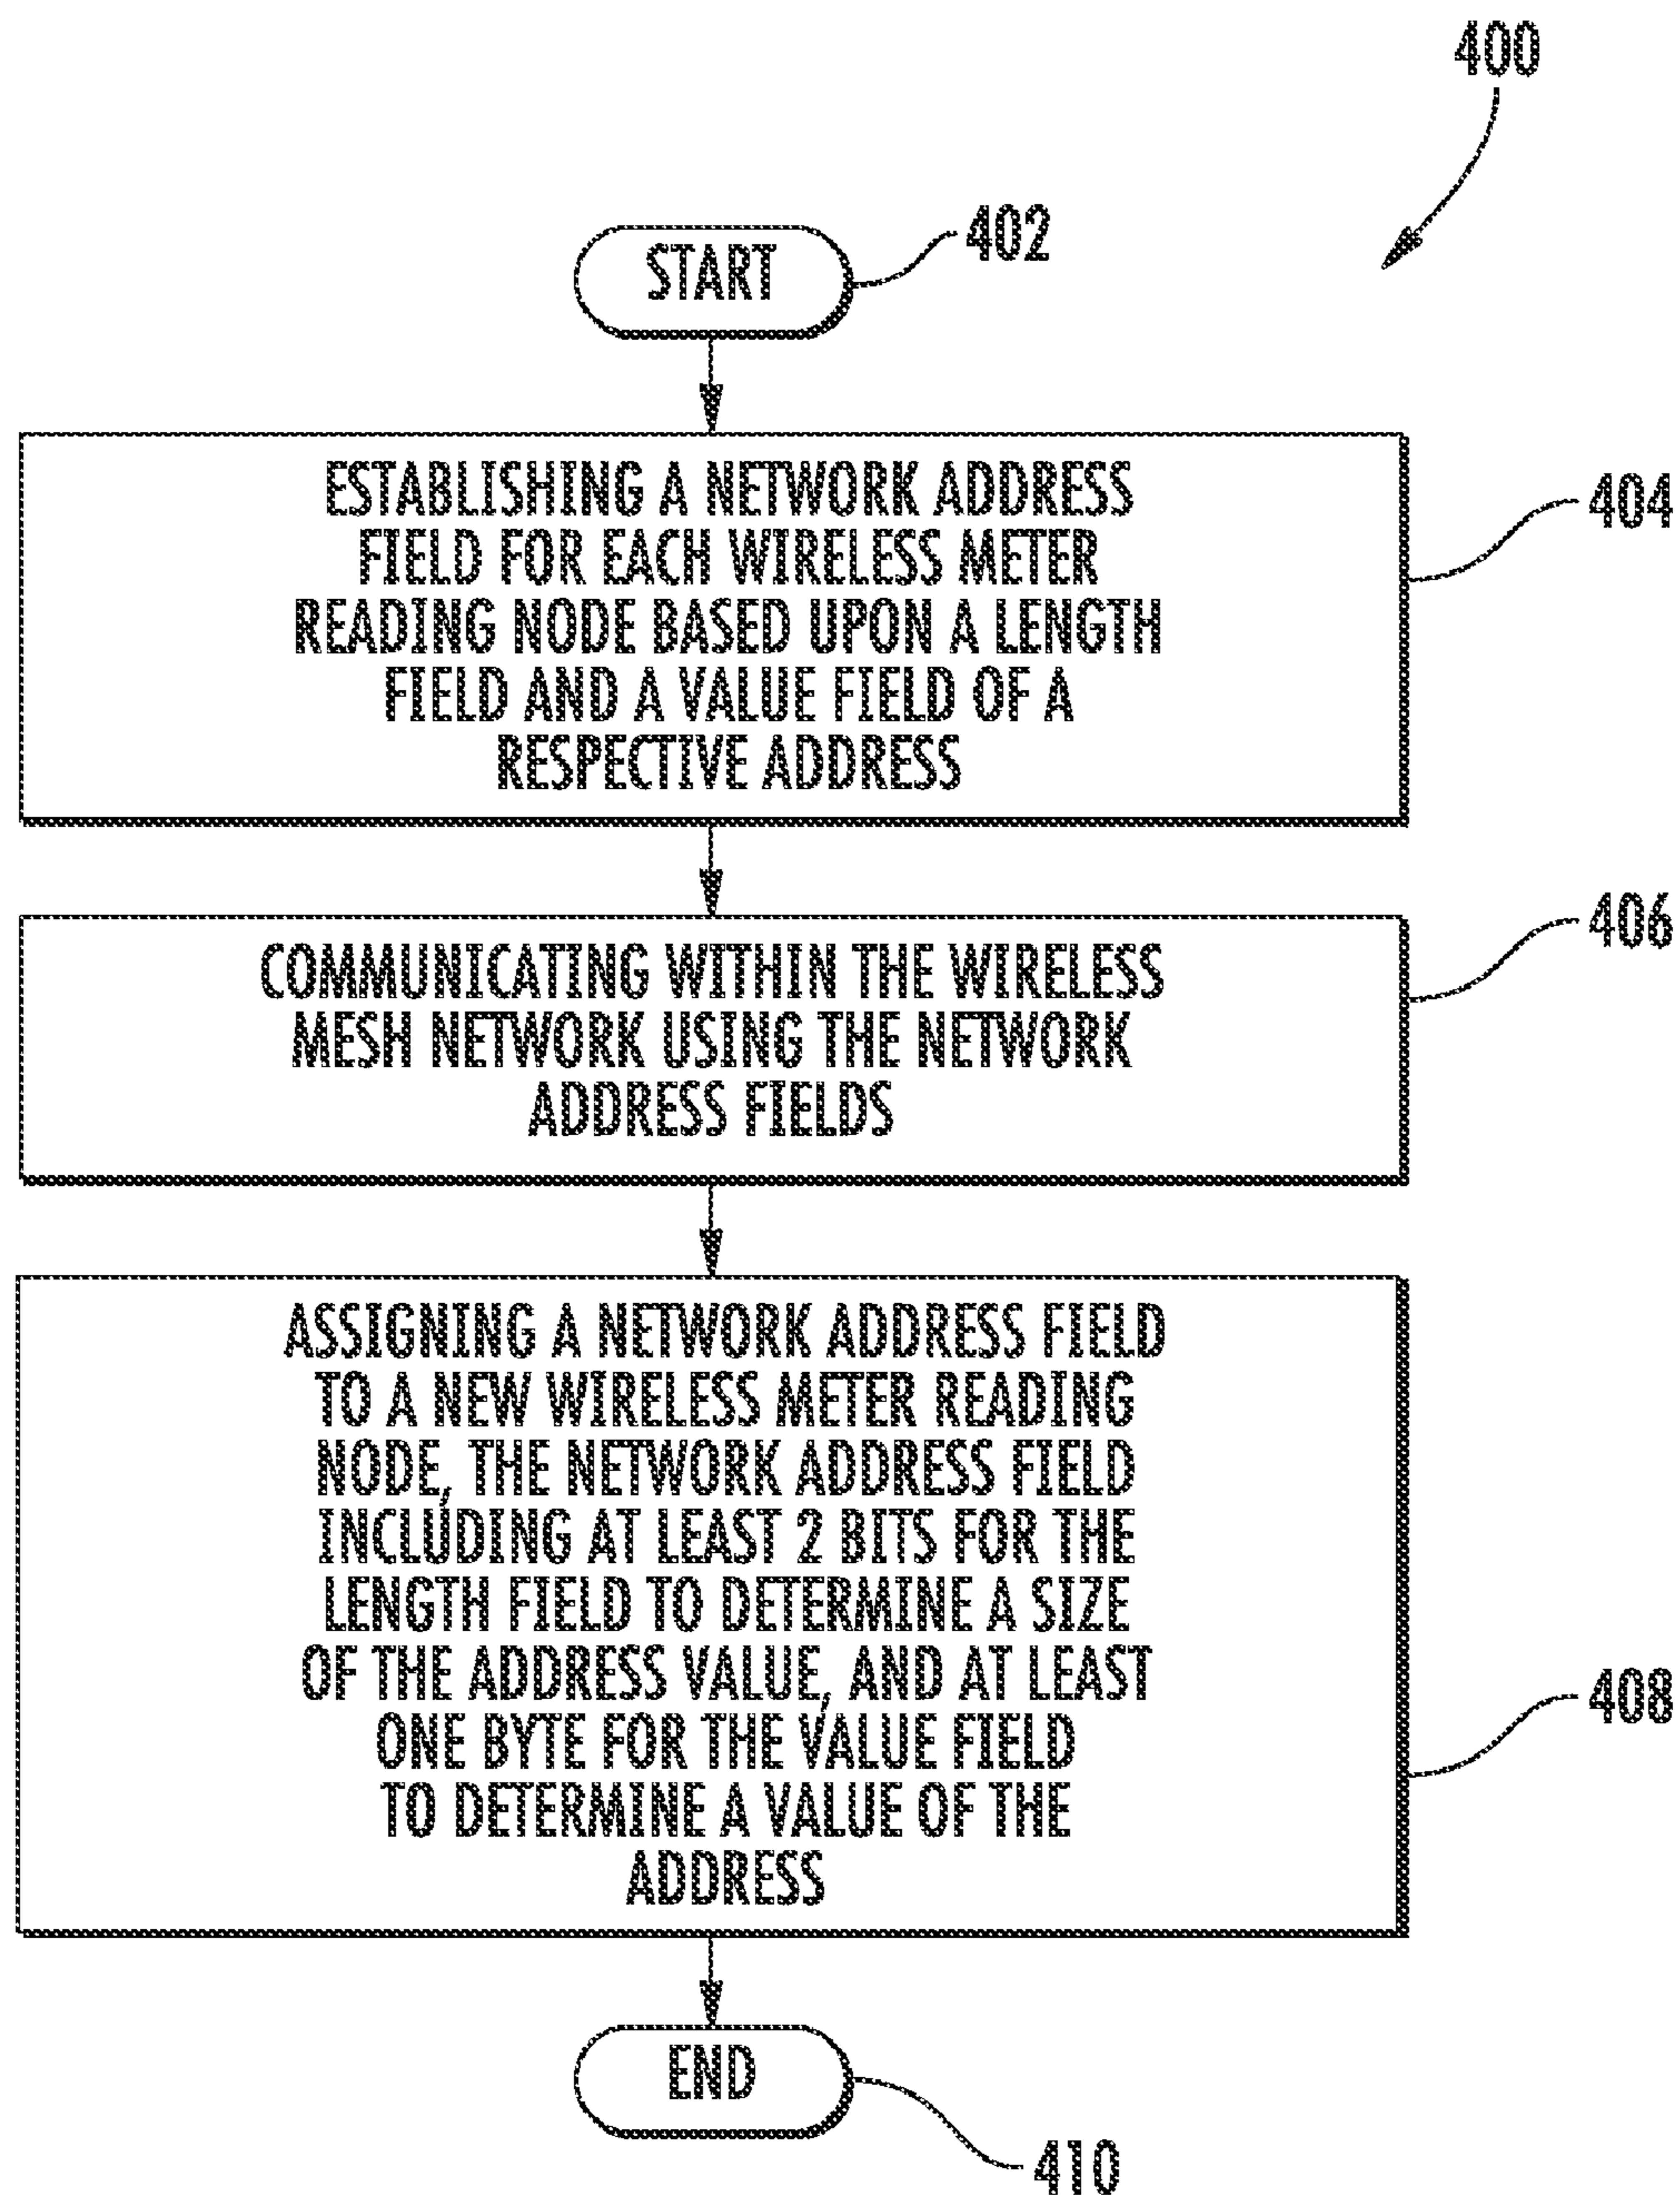 400
START
402
ESTABLISHING A NETWORK ADDRESS
FIELD FOR EACH WIRELESS METER
READING NODE BASED UPON A LENGTH
FIELD AND A VALUE FIELD OF A
RESPECTIVE ADDRESS
404
COMMUNICATING WITHIN THE WIRELESS
MESH NETWORK USING THE NETWORK
ADDRESS FIELDS
406
ASSIGNING A NETWORK ADDRESS FIELD
TO A NEW WIRELESS METER READING
NODE, THE NETWORK ADDRESS FIELD
INCLUDING AT LEAST 2 BITS FOR THE
LENGTH FIELD TO DETERMINE A SIZE
OF THE ADDRESS VALUE, AND AT LEAST
ONE BYTE FOR THE VALUE FIELD
TO DETERMINE A VALUE OF THE
ADDRESS
408
END
410